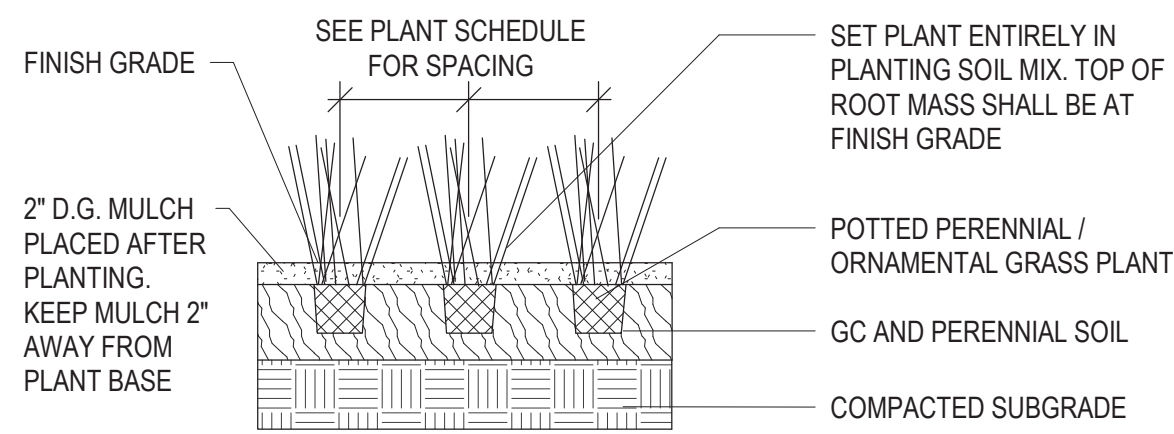 FINISH GRADE
SEE PLANT SCHEDULE
FOR SPACING
2" D.G. MULCH
PLACED AFTER
PLANTING.
KEEP MULCH 2"
AWAY FROM
PLANT BASE
SET PLANT ENTIRELY IN
PLANTING SOIL MIX. TOP OF
ROOT MASS SHALL BE AT
FINISH GRADE
POTTED PERENNIAL /
ORNAMENTAL GRASS PLANT
GC AND PERENNIAL SOIL
COMPACTED SUBGRADE